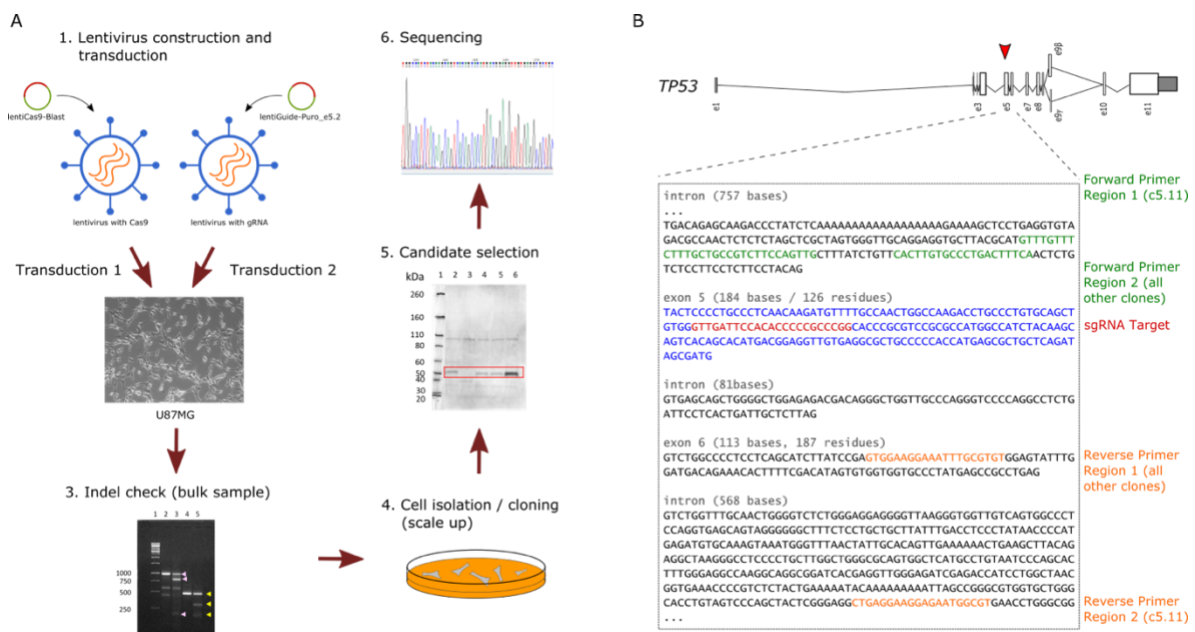 A
1. Lentivirus construction and
transduction
lentiCas9-Blast
lentiGuide-Puro_e5.2
lentivirus with Cas9
lentivirus with gRNA
Transduction 1
Transduction 2
U87MG
3. Indel check (bulk sample)
1 2 3 4 5
1000
750
500
250
4. Cell isolation / cloning
(scale up)
5. Candidate selection
kDa
1 2 3 4 5 6
260
160
110
80
60
50
40
30
20
6. Sequencing
B
TP53
e1
e3
e5
e7
e8
e9β
e9γ
e10
e11
intron (757 bases)
...
TGACAGAGCAAGACCCTATCTCAAAAAAAAAAAAAAAAAAAGAAAAGCTCCTGAGGTGTA
GACGCCAACTCTCTCTAGCTCGCTAGTGGGTTGCAGGAGGTGCTTACGCATGTTTGTTT
CTTTGCTGCCGTCTTCCAGTTGCTTTATCTGTTCACTTGTGCCCTGACTTTCAACTCTG
TCTCCTTCCTCTTCCTACAG
exon 5 (184 bases / 126 residues)
TACTCCCCTGCCCTCAACAAGATGTTTTGCCAACTGGCCAAGACCTGCCCTGTGCAGCT
GTGGGTTGATTCCACACCCCCGCCCGGCACCCGCGTCCGCGCCATGGCCATCTACAAGC
AGTCACAGCACATGACGGAGGTTGTGAGGCGCTGCCCCCACCATGAGCGCTGCTCAGAT
AGCGATG
intron (81bases)
GTGAGCAGCTGGGGCTGGAGAGACGACAGGGCTGGTTGCCCAGGGTCCCCAGGCCTCTG
ATTCCTCACTGATTGCTCTTAG
exon 6 (113 bases, 187 residues)
GTCTGGCCCCTCCTCAGCATCTTATCCGAGTGGAAGGAAATTTGCGTGTGGAGTATTTG
GATGACAGAAACACTTTTCGACATAGTGTGGTGGTGCCCTATGAGCCGCCTGAG
intron (568 bases)
GTCTGGTTTGCAACTGGGGTCTCTGGGAGGAGGGGTTAAGGGTGGTTGTCAGTGGCCCT
CCAGGTGAGCAGTAGGGGGGCTTTCTCCTGCTGCTTATTTGACCTCCCTATAACCCCAT
GAGATGTGCAAAGTAAATGGGTTTAACTATTGCACAGTTGAAAAAACTGAAGCTTACAG
AGGCTAAGGGCCTCCCCTGCTTGGCTGGGCGCAGTGGCTCATGCCTGTAATCCCAGCAC
TTTGGGAGGCCAAGGCAGGCGGATCACGAGGTTGGGAGATCGAGACCATCCTGGCTAAC
GGTGAAACCCCGTCTCTACTGAAAAATACAAAAAAAAATTAGCCGGGCGTGGTGCTGGG
CACCTGTAGTCCCAGCTACTCGGGAGGCTGAGGAAGGAGAATGGCGTGAACCTGGGCGG
...
Forward Primer
Region 1 (c5.11)
Forward Primer
Region 2 (all
other clones)
sgRNA Target
Reverse Primer
Region 1 (all
other clones)
Reverse Primer
Region 2 (c5.11)